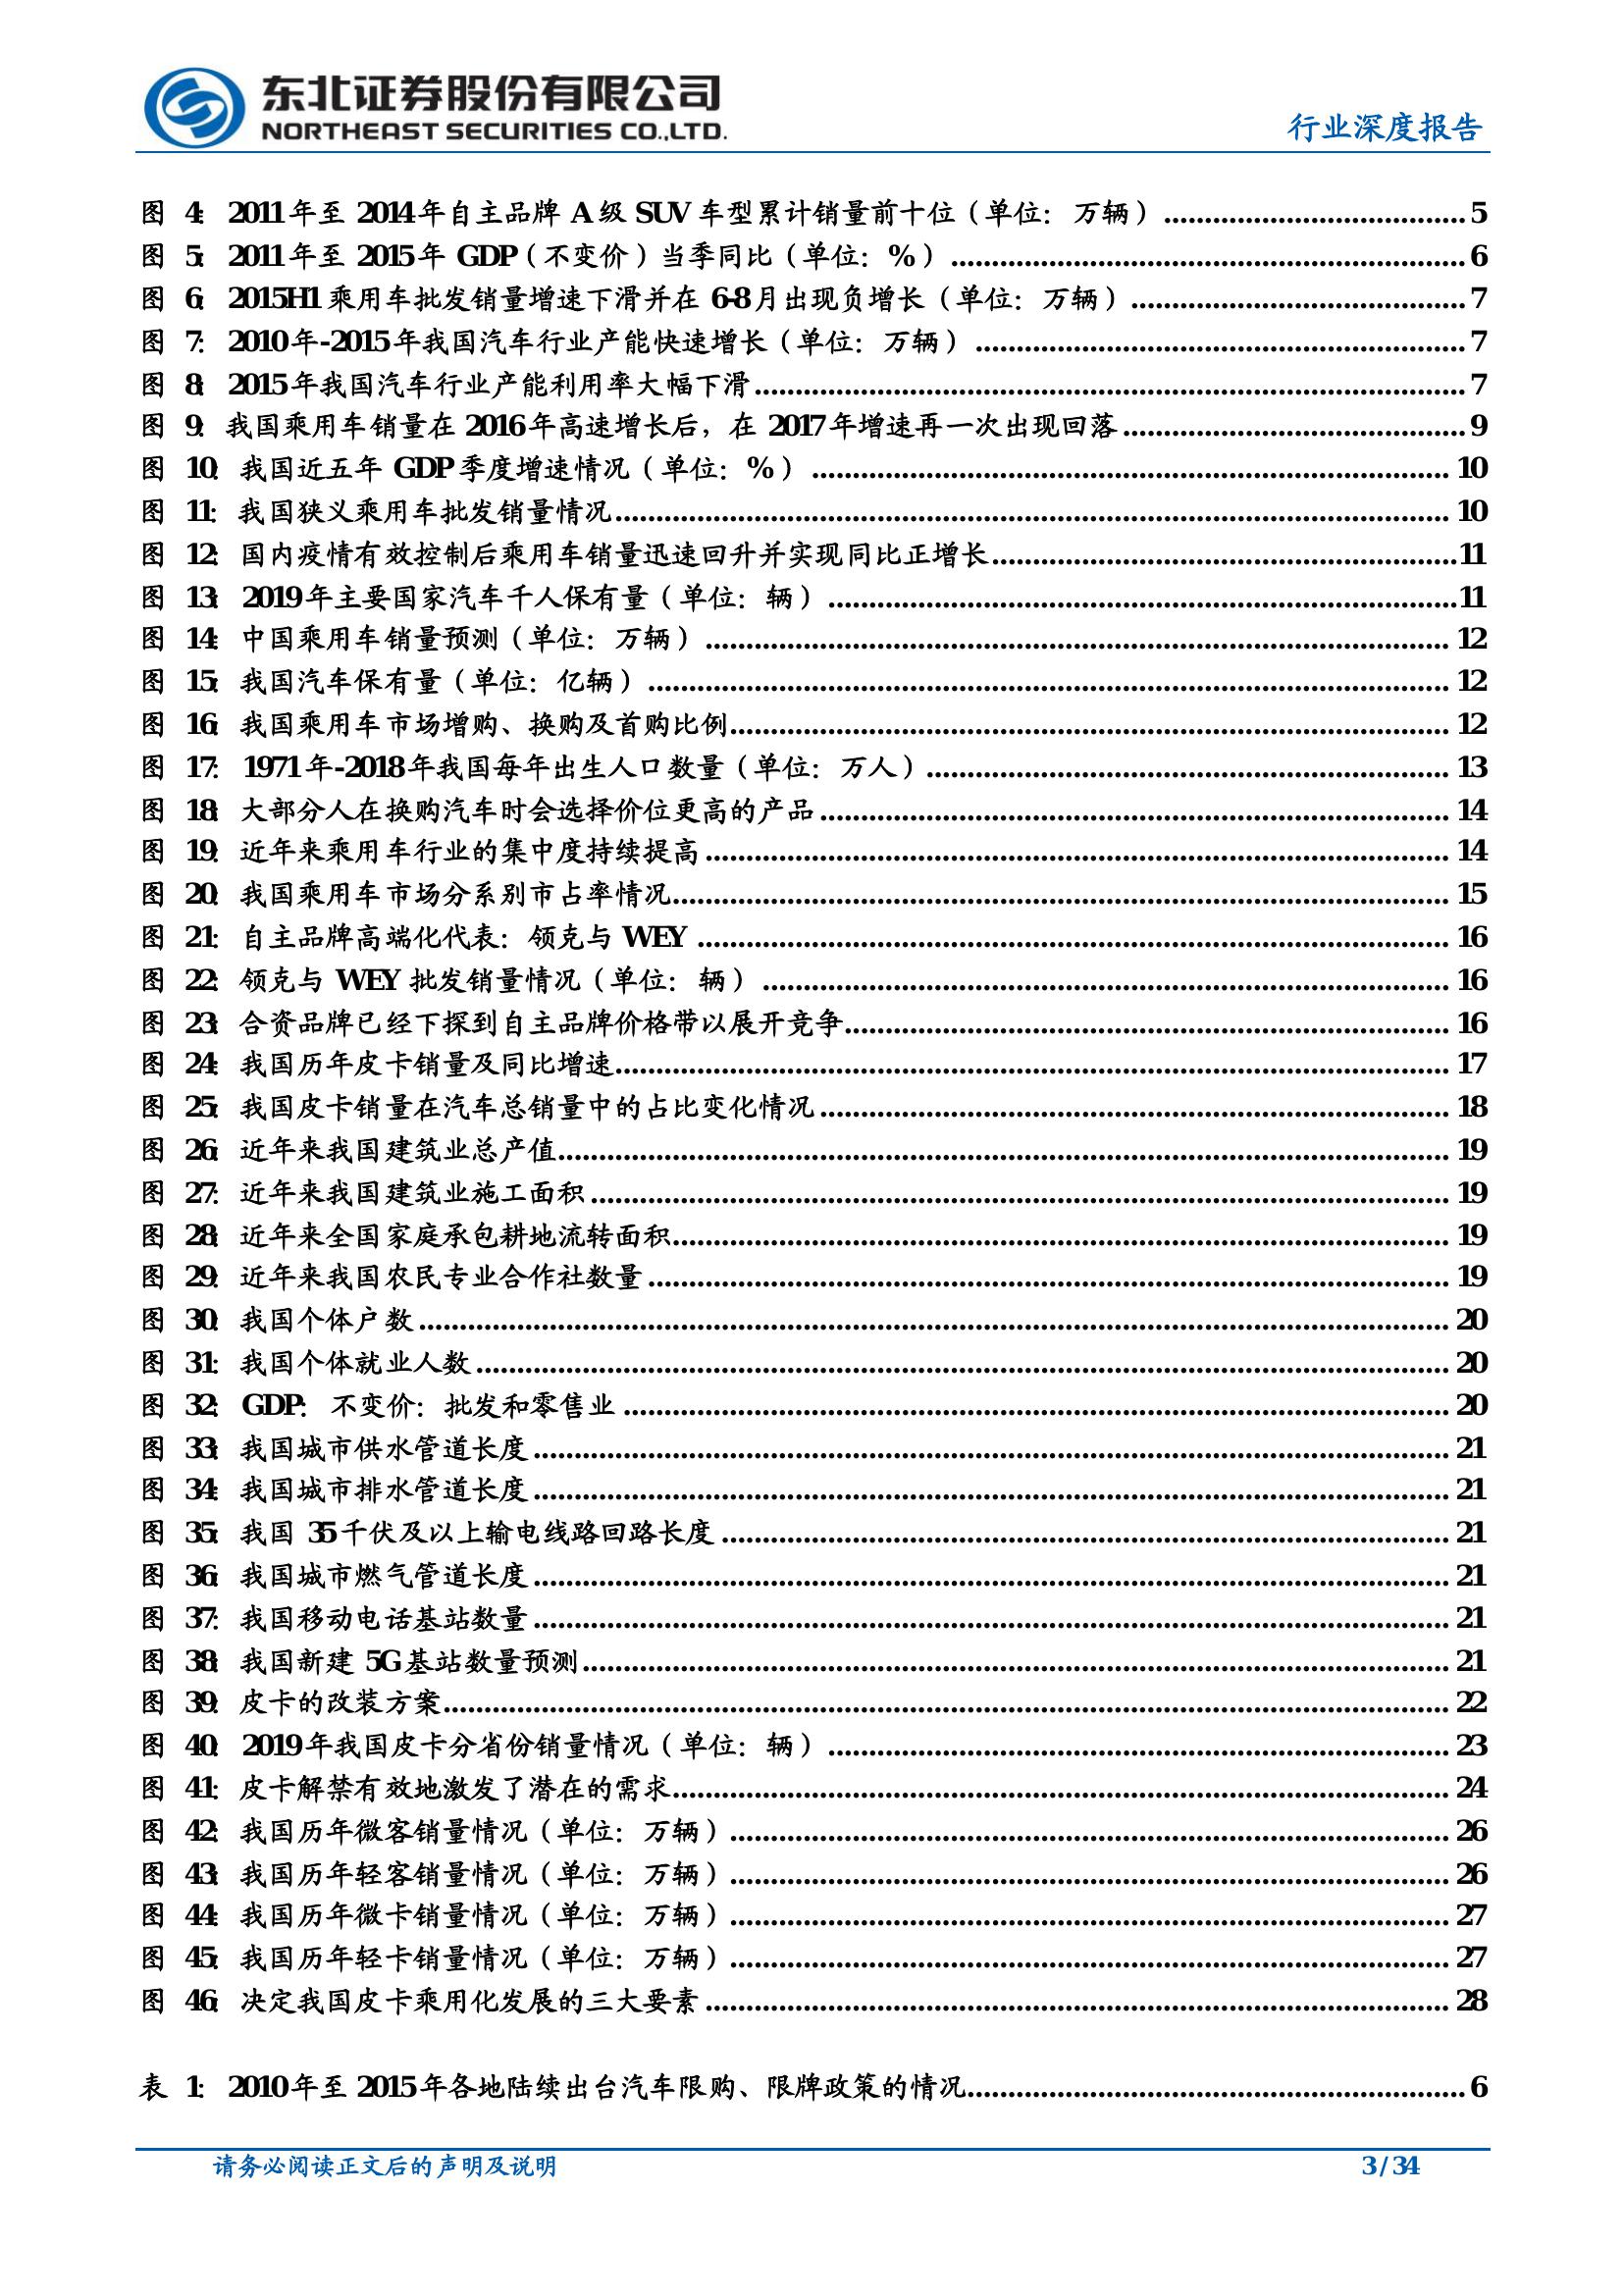 东北证券股份有限公司
NORTHEAST SECURITIES CO.,LTD.
行业深度报告
图 4: 2011年至 2014年自主品牌 A级 SUV车型累计销量前十位（单位：万辆）..................................... 5
图 5: 2011年至 2015年 GDP（不变价）当季同比（单位：%）............................................................... 6
图 6: 2015H1乘用车批发销量增速下滑并在 6-8月出现负增长（单位：万辆）......................................... 7
图 7: 2010年-2015年我国汽车行业产能快速增长（单位：万辆）............................................................ 7
图 8: 2015年我国汽车行业产能利用率大幅下滑....................................................................................... 7
图 9: 我国乘用车销量在 2016年高速增长后，在 2017年增速再一次出现回落.......................................... 9
图 10: 我国近五年 GDP季度增速情况（单位：%）.............................................................................. 10
图 11: 我国狭义乘用车批发销量情况...................................................................................................... 10
图 12: 国内疫情有效控制后乘用车销量迅速回升并实现同比正增长.........................................................11
图 13: 2019年主要国家汽车千人保有量（单位：辆）.............................................................................11
图 14: 中国乘用车销量预测（单位：万辆）........................................................................................... 12
图 15: 我国汽车保有量（单位：亿辆）.................................................................................................. 12
图 16: 我国乘用车市场增购、换购及首购比例........................................................................................ 12
图 17: 1971年-2018年我国每年出生人口数量（单位：万人）................................................................ 13
图 18: 大部分人在换购汽车时会选择价位更高的产品............................................................................. 14
图 19: 近年来乘用车行业的集中度持续提高........................................................................................... 14
图 20: 我国乘用车市场分系别市占率情况............................................................................................... 15
图 21: 自主品牌高端化代表：领克与 WEY............................................................................................ 16
图 22: 领克与 WEY批发销量情况（单位：辆）.................................................................................... 16
图 23: 合资品牌已经下探到自主品牌价格带以展开竞争.......................................................................... 16
图 24: 我国历年皮卡销量及同比增速...................................................................................................... 17
图 25: 我国皮卡销量在汽车总销量中的占比变化情况............................................................................. 18
图 26: 近年来我国建筑业总产值............................................................................................................. 19
图 27: 近年来我国建筑业施工面积......................................................................................................... 19
图 28: 近年来全国家庭承包耕地流转面积............................................................................................... 19
图 29: 近年来我国农民专业合作社数量.................................................................................................. 19
图 30: 我国个体户数............................................................................................................................... 20
图 31: 我国个体就业人数........................................................................................................................ 20
图 32: GDP：不变价：批发和零售业..................................................................................................... 20
图 33: 我国城市供水管道长度................................................................................................................. 21
图 34: 我国城市排水管道长度................................................................................................................. 21
图 35: 我国 35千伏及以上输电线路回路长度......................................................................................... 21
图 36: 我国城市燃气管道长度................................................................................................................. 21
图 37: 我国移动电话基站数量................................................................................................................. 21
图 38: 我国新建 5G基站数量预测.......................................................................................................... 21
图 39: 皮卡的改装方案........................................................................................................................... 22
图 40: 2019年我国皮卡分省份销量情况（单位：辆）............................................................................ 23
图 41: 皮卡解禁有效地激发了潜在的需求............................................................................................... 24
图 42: 我国历年微客销量情况（单位：万辆）........................................................................................ 26
图 43: 我国历年轻客销量情况（单位：万辆）........................................................................................ 26
图 44: 我国历年微卡销量情况（单位：万辆）........................................................................................ 27
图 45: 我国历年轻卡销量情况（单位：万辆）........................................................................................ 27
图 46: 决定我国皮卡乘用化发展的三大要素........................................................................................... 28
表 1: 2010年至 2015年各地陆续出台汽车限购、限牌政策的情况............................................................. 6
请务必阅读正文后的声明及说明
3 / 34